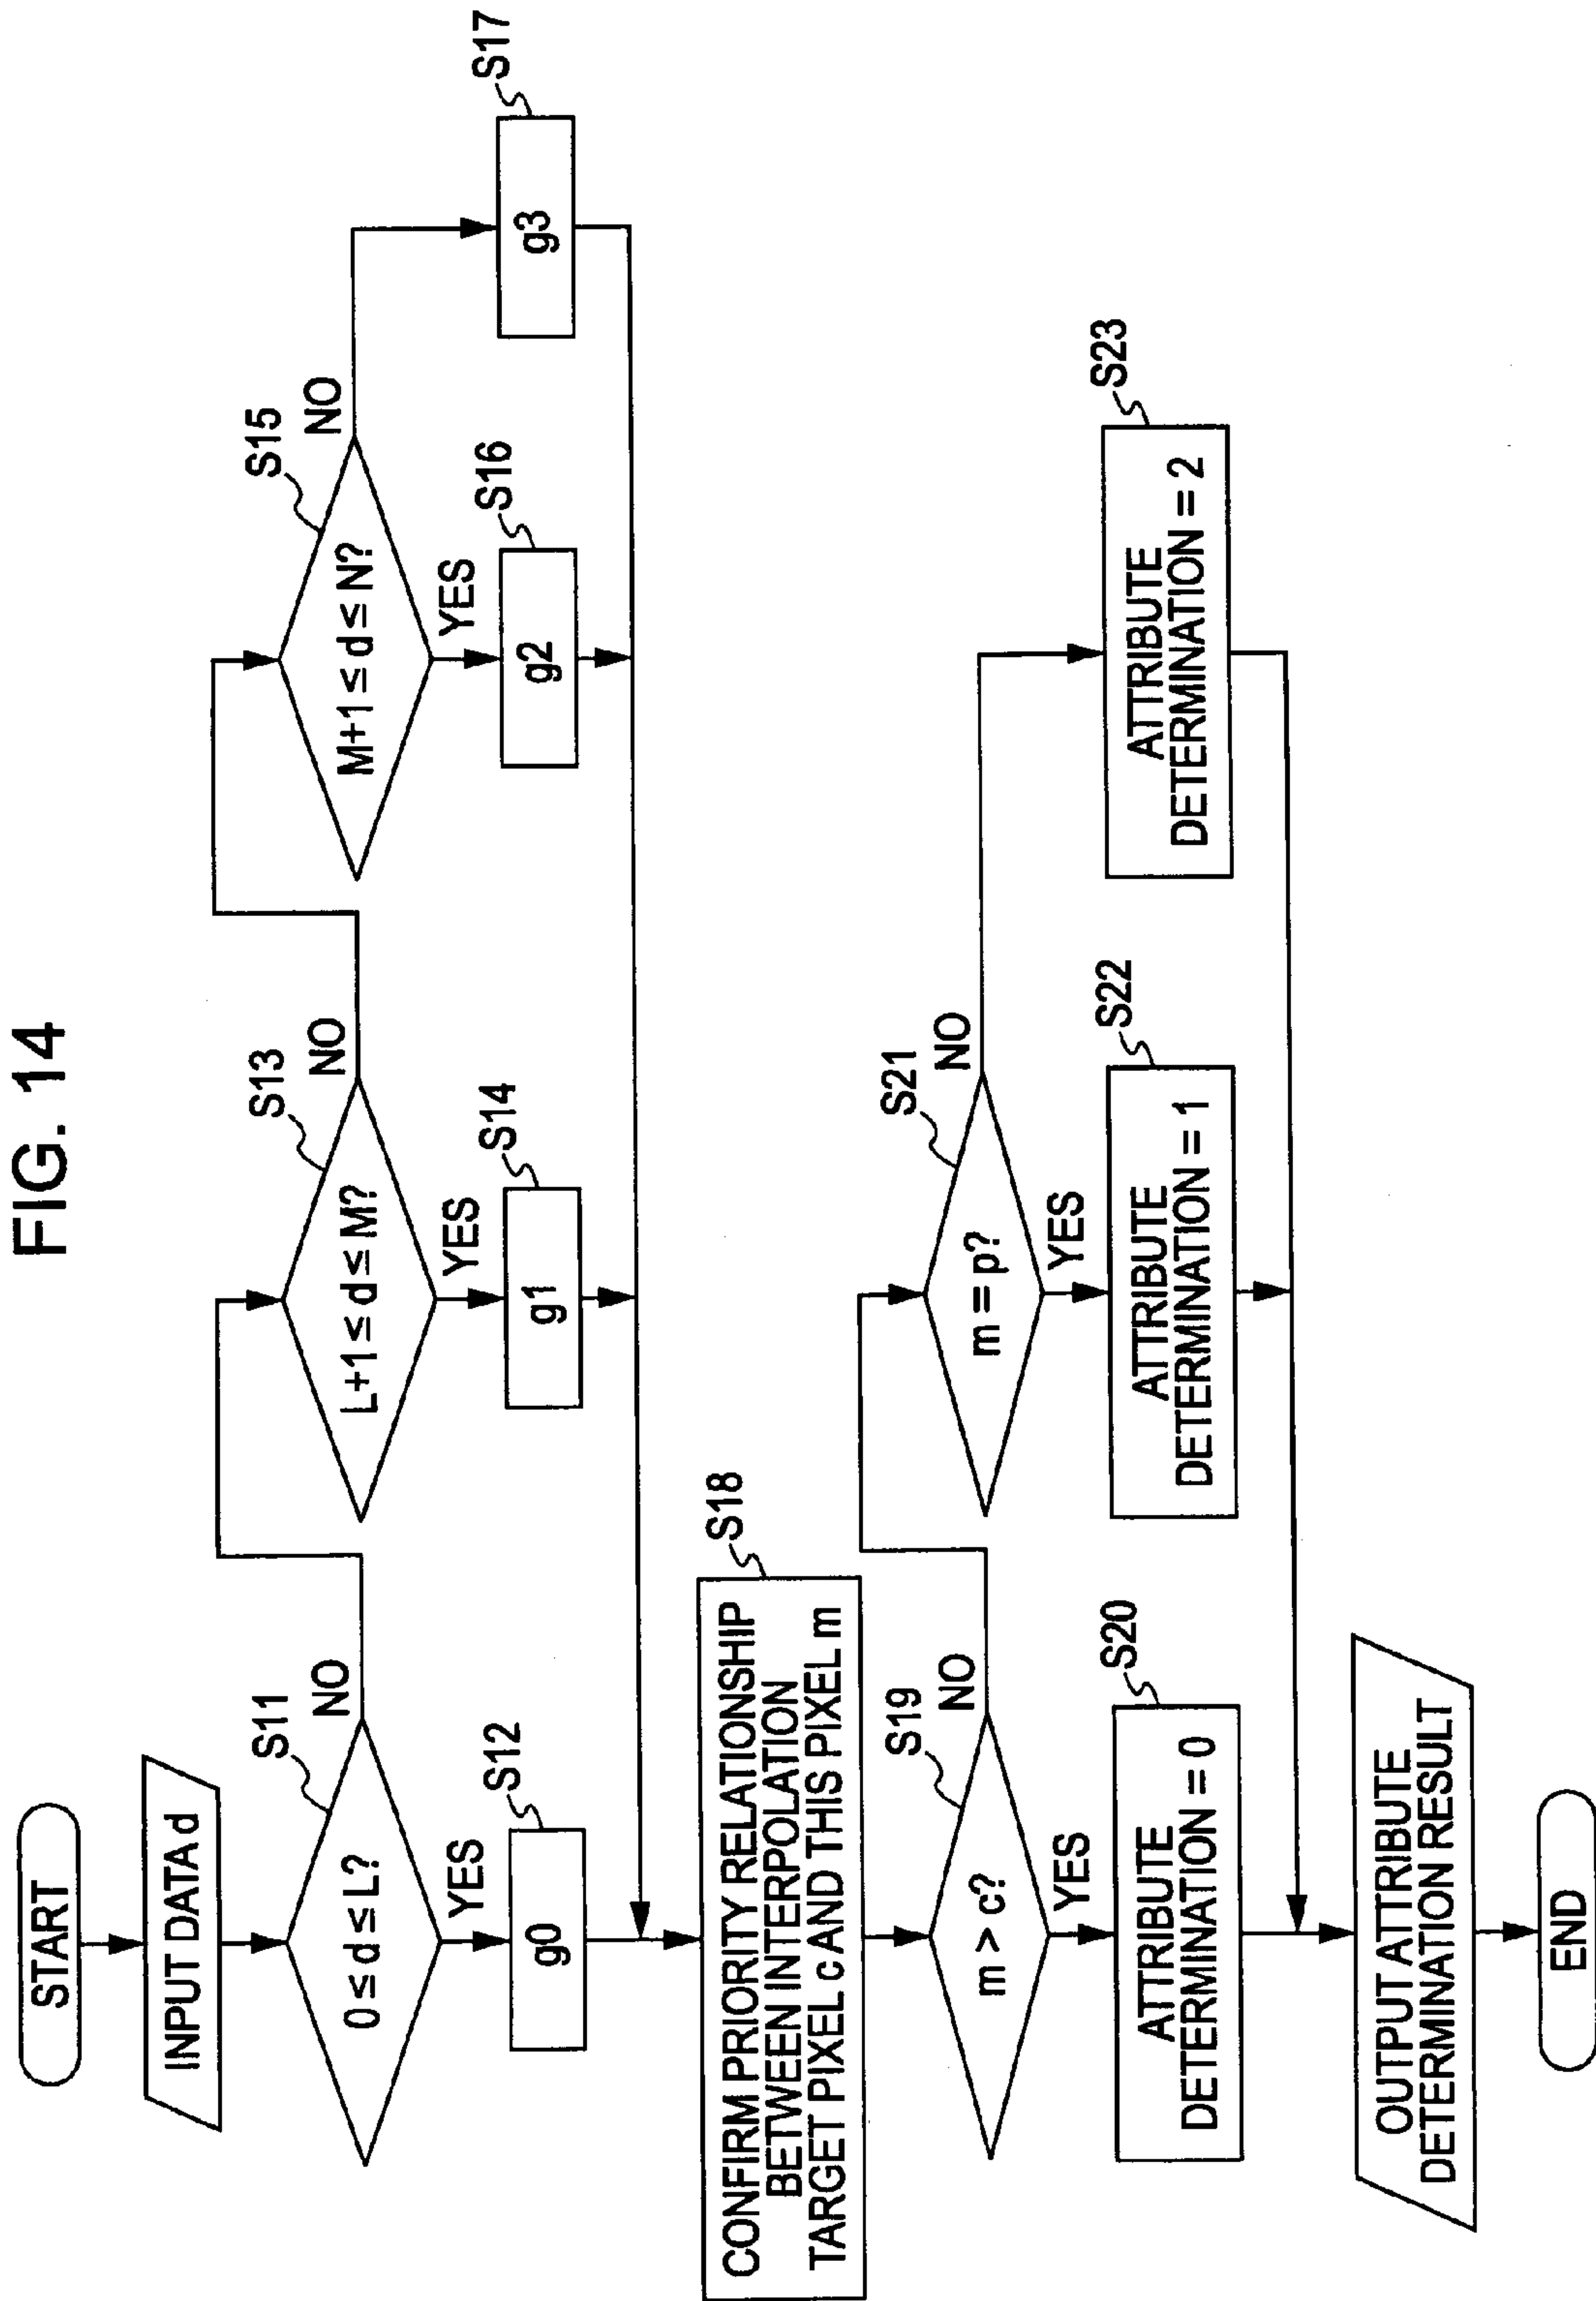 FIG. 14
START
INPUT DATA d
S11
0 ≤ d ≤ L?
NO
YES
S12
g0
S13
L+1 ≤ d ≤ M?
NO
YES
S14
g1
S15
M+1 ≤ d ≤ N?
NO
YES
S16
g2
S17
g3
S18
CONFIRM PRIORITY RELATIONSHIP
BETWEEN INTERPOLATION
TARGET PIXEL c AND THIS PIXEL m
S19
m > c?
NO
YES
S20
ATTRIBUTE
DETERMINATION = 0
S21
m = p?
NO
YES
S22
ATTRIBUTE
DETERMINATION = 1
S23
ATTRIBUTE
DETERMINATION = 2
OUTPUT ATTRIBUTE
DETERMINATION RESULT
END